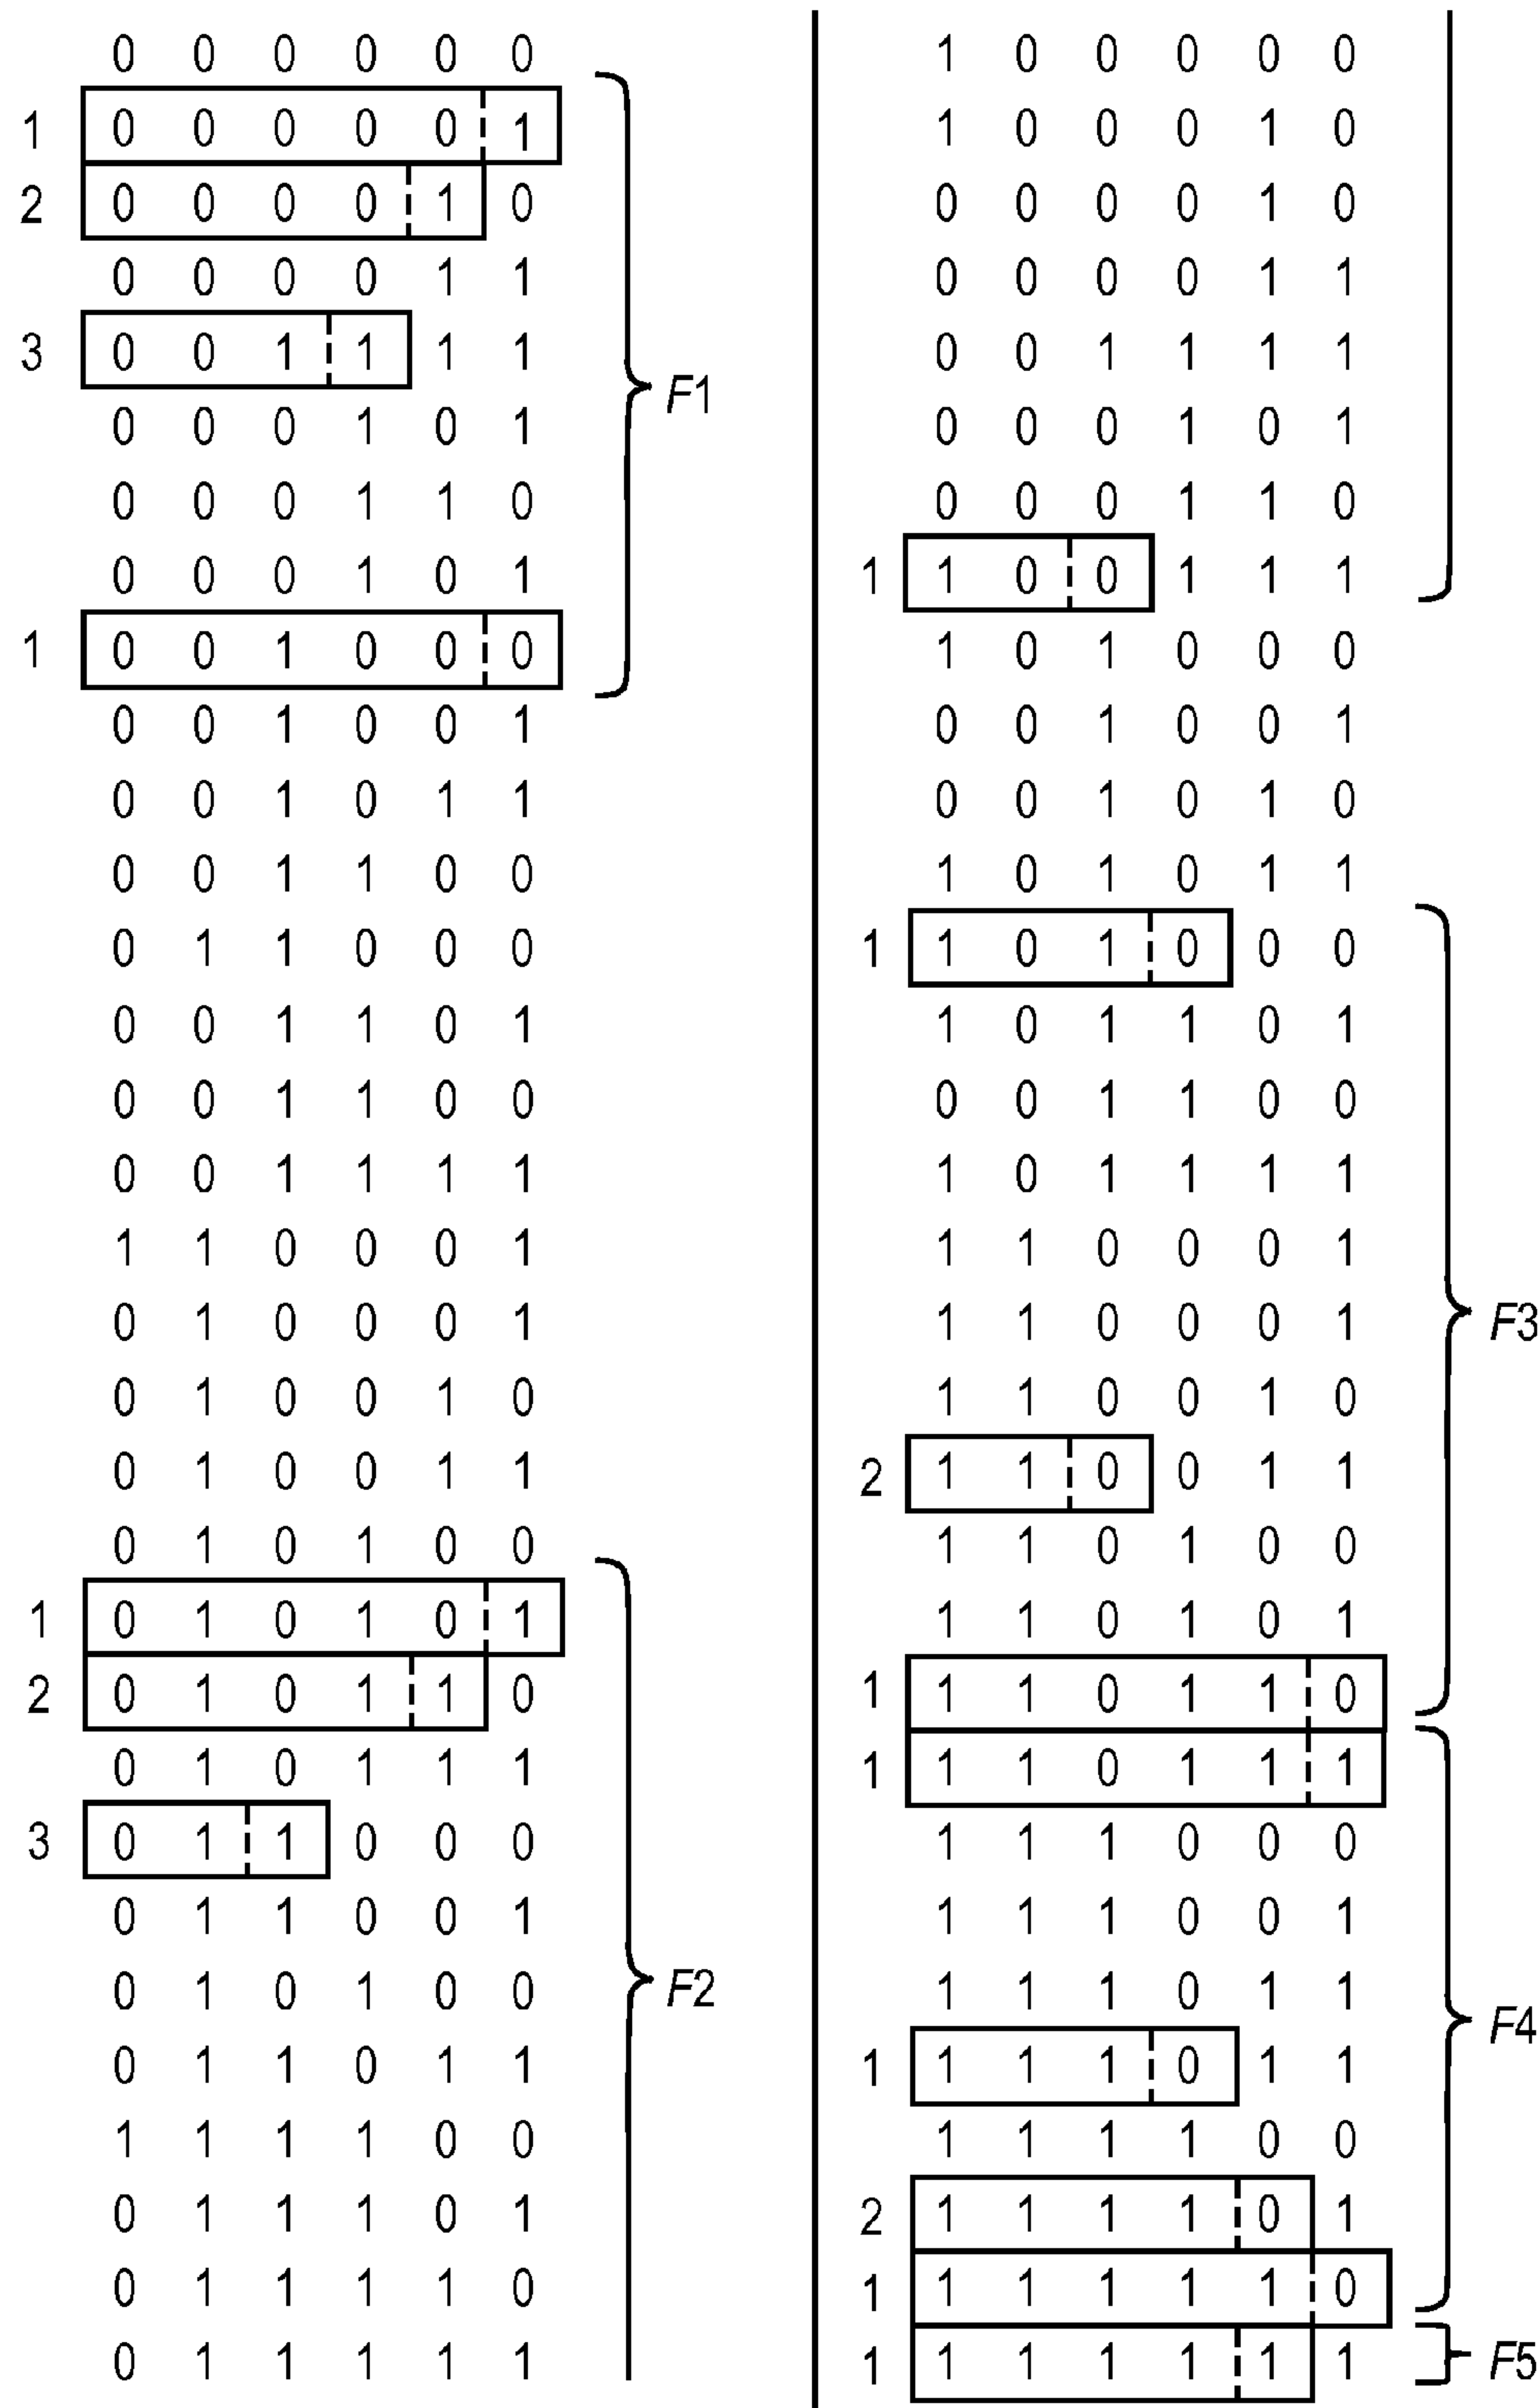 0 0 0 0 0 0
1 0 0 0 0 0 1
2 0 0 0 0 1 0
0 0 0 0 1 1
3 0 0 1 1 1 1
F1
0 0 0 1 0 1
0 0 0 1 1 0
0 0 0 1 0 1
1 0 0 1 0 0 0
0 0 1 0 0 1
0 0 1 0 1 1
0 0 1 1 0 0
0 1 1 0 0 0
0 0 1 1 0 1
0 0 1 1 0 0
0 0 1 1 1 1
1 1 0 0 0 1
0 1 0 0 0 1
0 1 0 0 1 0
0 1 0 0 1 1
0 1 0 1 0 0
1 0 1 0 1 0 1
2 0 1 0 1 1 0
0 1 0 1 1 1
3 0 1 1 0 0 0
0 1 1 0 0 1
0 1 0 1 0 0
F2
0 1 1 0 1 1
1 1 1 1 0 0
0 1 1 1 0 1
0 1 1 1 1 0
0 1 1 1 1 1
1 0 0 0 0 0
1 0 0 0 1 0
0 0 0 0 1 0
0 0 0 0 1 1
0 0 1 1 1 1
0 0 0 1 0 1
0 0 0 1 1 0
1 1 0 0 1 1 1
1 0 1 0 0 0
0 0 1 0 0 1
0 0 1 0 1 0
1 0 1 0 1 1
1 1 0 1 0 0 0
1 0 1 1 0 1
0 0 1 1 0 0
1 0 1 1 1 1
1 1 0 0 0 1
1 1 0 0 0 1
F3
1 1 0 0 1 0
2 1 1 0 0 1 1
1 1 0 1 0 0
1 1 0 1 0 1
1 1 1 0 1 1 0
1 1 1 0 1 1 1
1 1 1 0 0 0
1 1 1 0 0 1
1 1 1 0 1 1
F4
1 1 1 1 0 1 1
1 1 1 1 0 0
2 1 1 1 1 0 1
1 1 1 1 1 1 0
1 1 1 1 1 1 1
F5